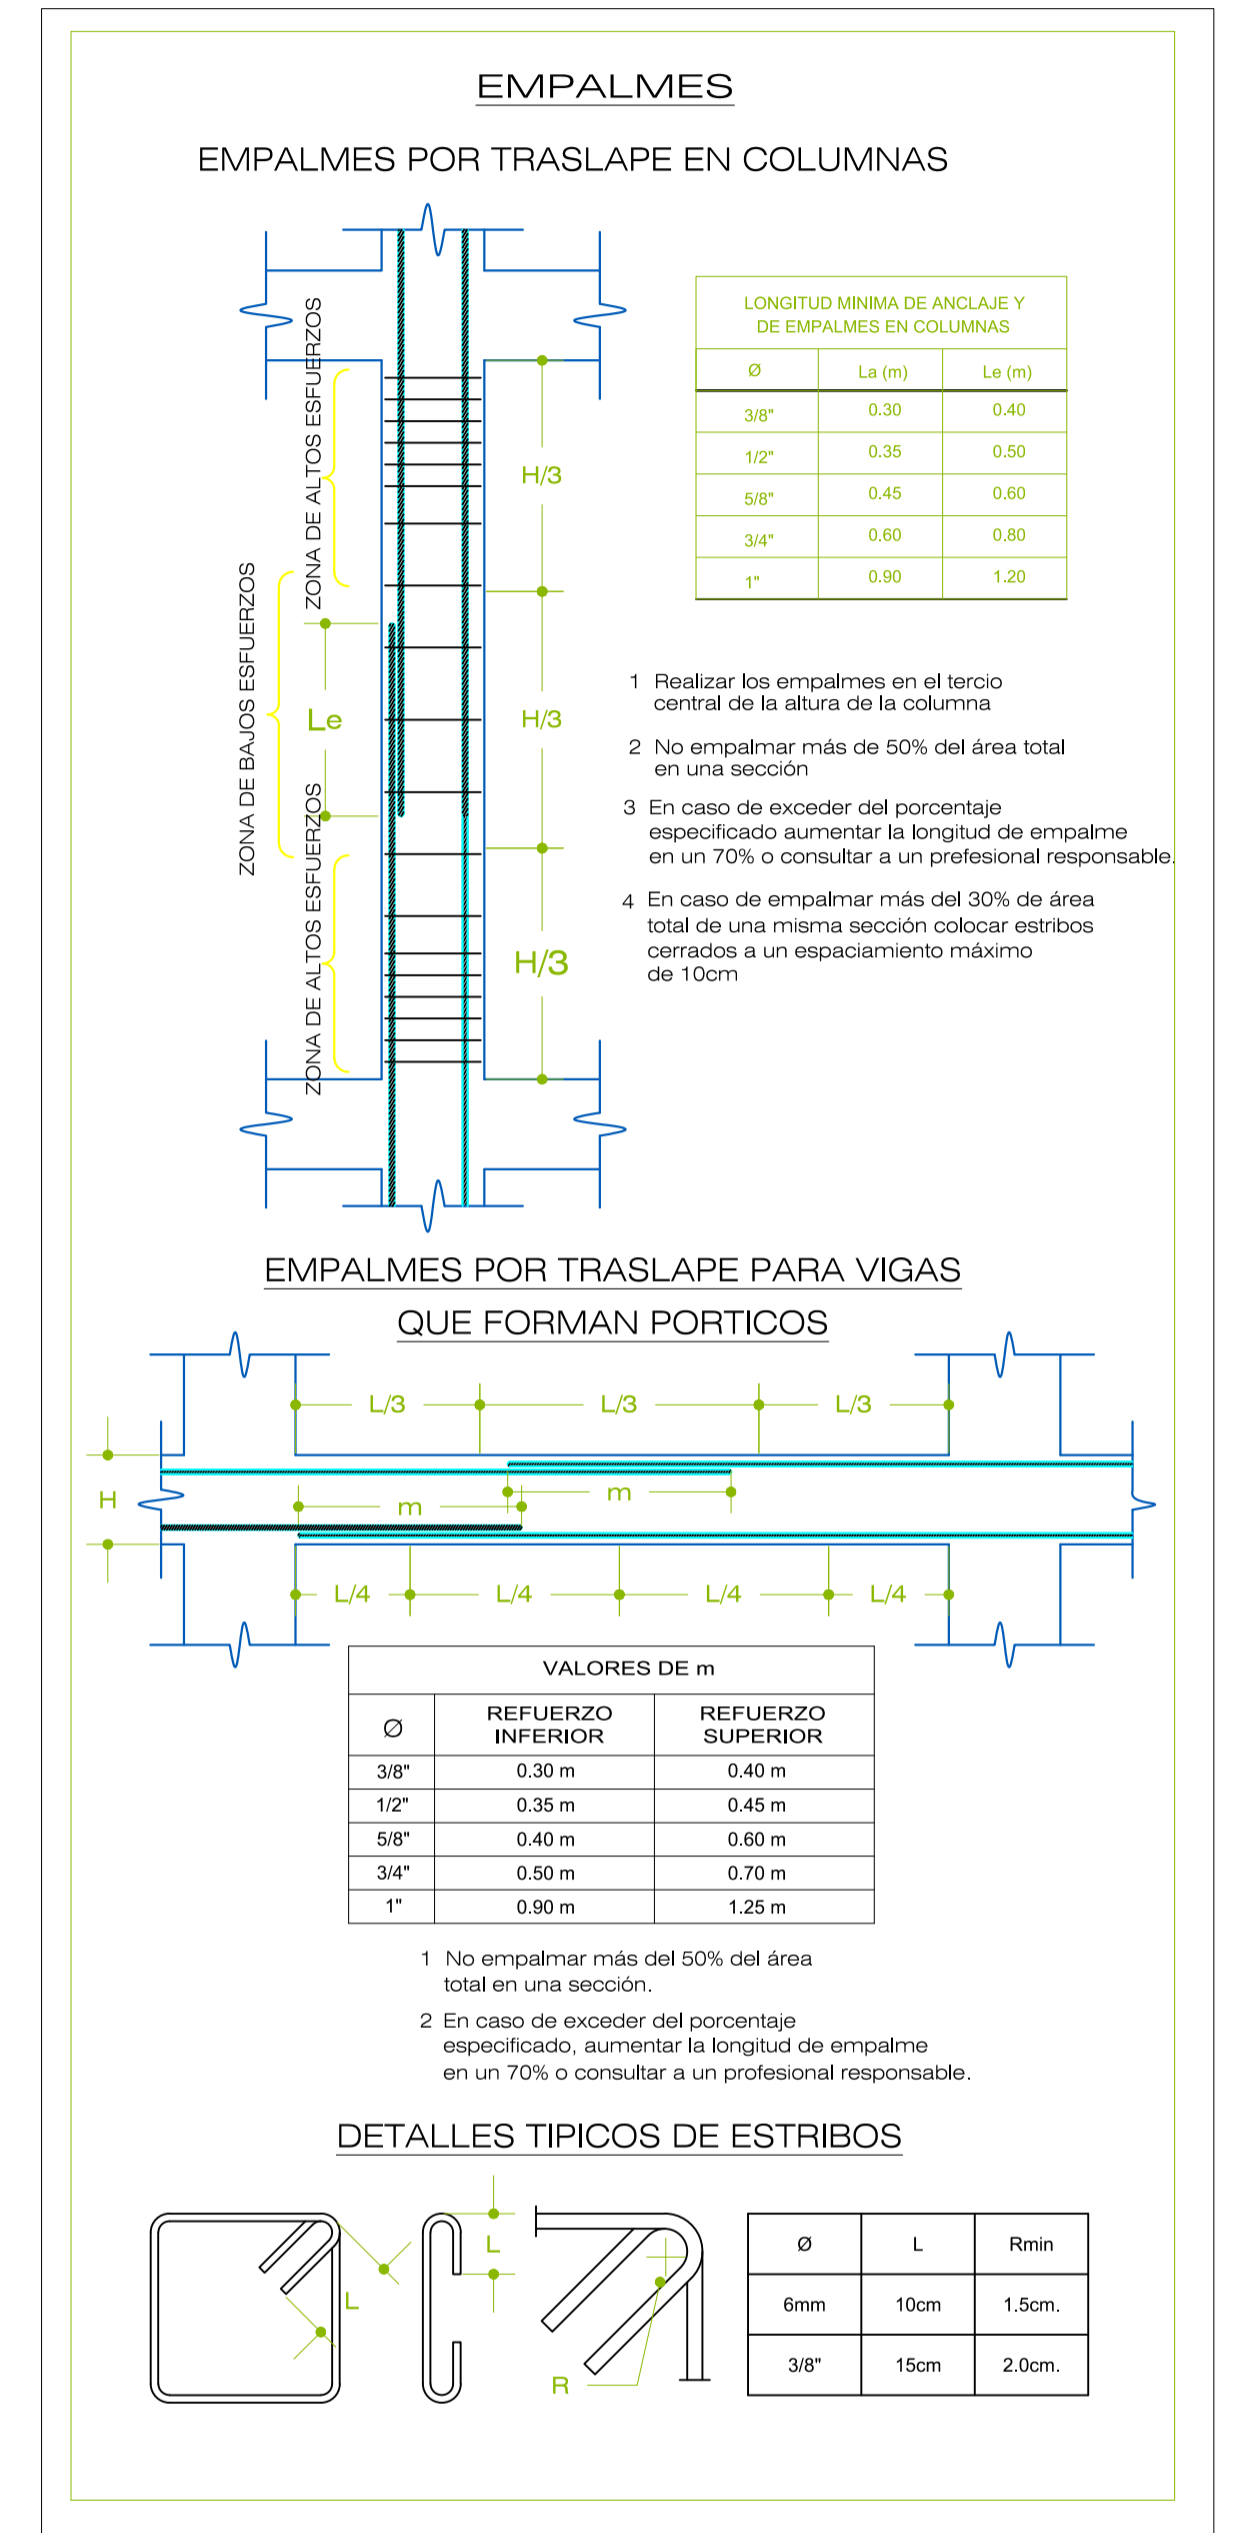 EMPALMES
EMPALMES POR TRASLAPE EN COLUMNAS
ZONA DE ALTOS ESFUERZOS
ZONA DE BAJOS ESFUERZOS
ZONA DE ALTOS ESFUERZOS
H/3
Le
H/3
H/3
LONGITUD MINIMA DE ANCLAJE Y
DE EMPALMES EN COLUMNAS
Ø La (m) Le (m)
3/8" 0.30 0.40
1/2" 0.35 0.50
5/8" 0.45 0.60
3/4" 0.60 0.80
1" 0.90 1.20
1 Realizar los empalmes en el tercio
central de la altura de la columna
2 No empalmar más de 50% del área total
en una sección
3 En caso de exceder del porcentaje
especificado aumentar la longitud de empalme
en un 70% o consultar a un prefesional responsable.
4 En caso de empalmar más del 30% de área
total de una misma sección colocar estribos
cerrados a un espaciamiento máximo
de 10cm
EMPALMES POR TRASLAPE PARA VIGAS
QUE FORMAN PORTICOS
L/3 L/3 L/3
H
m
m
L/4 L/4 L/4 L/4
VALORES DE m
Ø REFUERZO INFERIOR REFUERZO SUPERIOR
3/8" 0.30 m 0.40 m
1/2" 0.35 m 0.45 m
5/8" 0.40 m 0.60 m
3/4" 0.50 m 0.70 m
1" 0.90 m 1.25 m
1 No empalmar más del 50% del área
total en una sección.
2 En caso de exceder del porcentaje
especificado, aumentar la longitud de empalme
en un 70% o consultar a un profesional responsable.
DETALLES TIPICOS DE ESTRIBOS
L
L
R
Ø L Rmin
6mm 10cm 1.5cm.
3/8" 15cm 2.0cm.